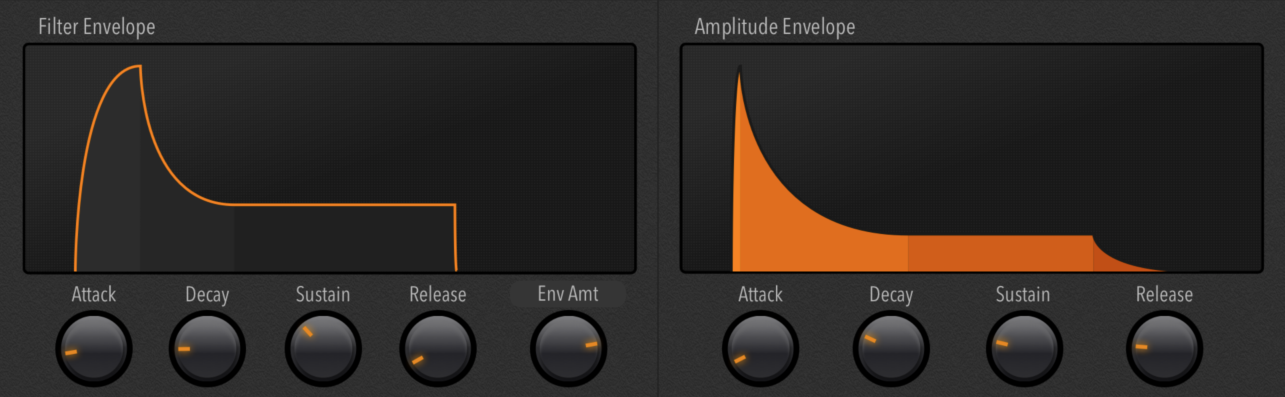 Filter Envelope
Attack
Decay
Sustain
Release
Env Amt
Amplitude Envelope
Attack
Decay
Sustain
Release